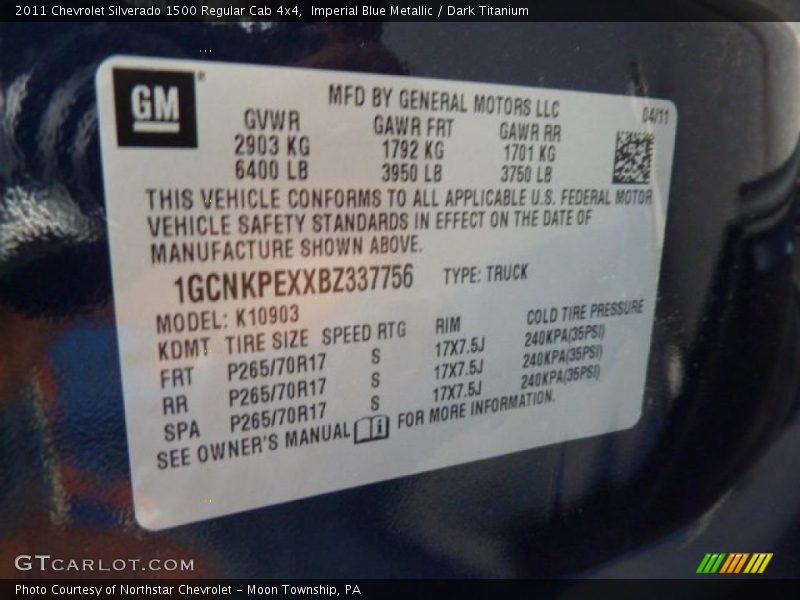 2011 Chevrolet Silverado 1500 Regular Cab 4x4, Imperial Blue Metallic / Dark Titanium
GM®
MFD BY GENERAL MOTORS LLC
04/11
GVWR GAWR FRT GAWR RR
2903 KG 1792 KG 1701 KG
6400 LB 3950 LB 3750 LB
THIS VEHICLE CONFORMS TO ALL APPLICABLE U.S. FEDERAL MOTOR
VEHICLE SAFETY STANDARDS IN EFFECT ON THE DATE OF
MANUFACTURE SHOWN ABOVE.
1GCNKPEXXBZ337756 TYPE: TRUCK
MODEL: K10903
KDMT TIRE SIZE SPEED RTG RIM COLD TIRE PRESSURE
FRT P265/70R17 S 17X7.5J 240KPA(35PSI)
RR P265/70R17 S 17X7.5J 240KPA(35PSI)
SPA P265/70R17 S 17X7.5J 240KPA(35PSI)
SEE OWNER'S MANUAL FOR MORE INFORMATION.
GTCARLOT.COM
Photo Courtesy of Northstar Chevrolet - Moon Township, PA